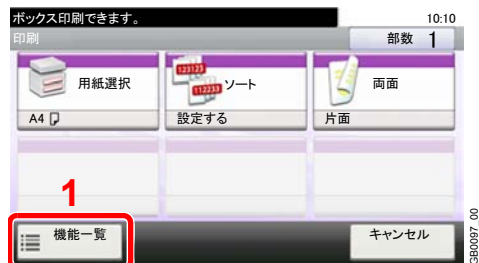 ボックス印刷できます。
10:10
印刷
部数 1
用紙選択
ソート
両面
A4
設定する
片面
1
機能一覧
キャンセル
GB0097_00